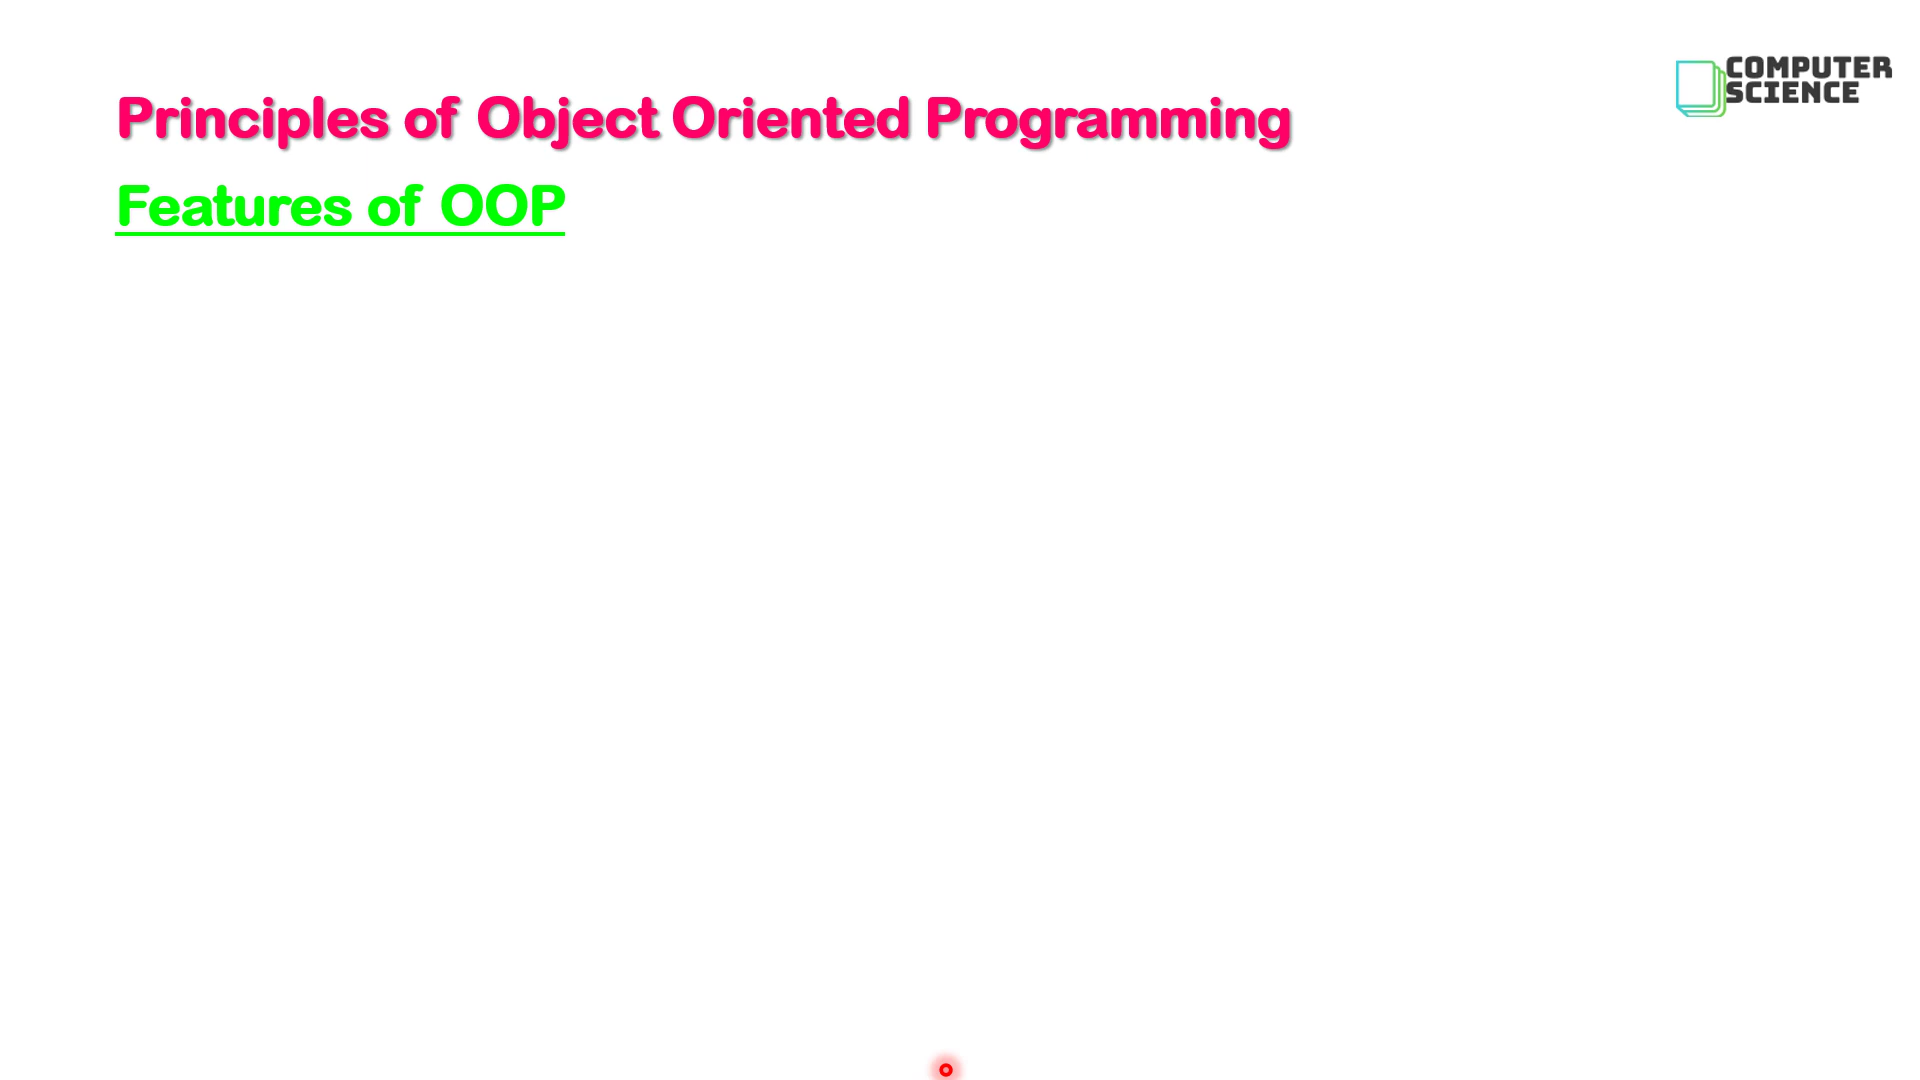 Principles of Object Oriented Programming
Features of OOP
COMPUTER
SCIENCE